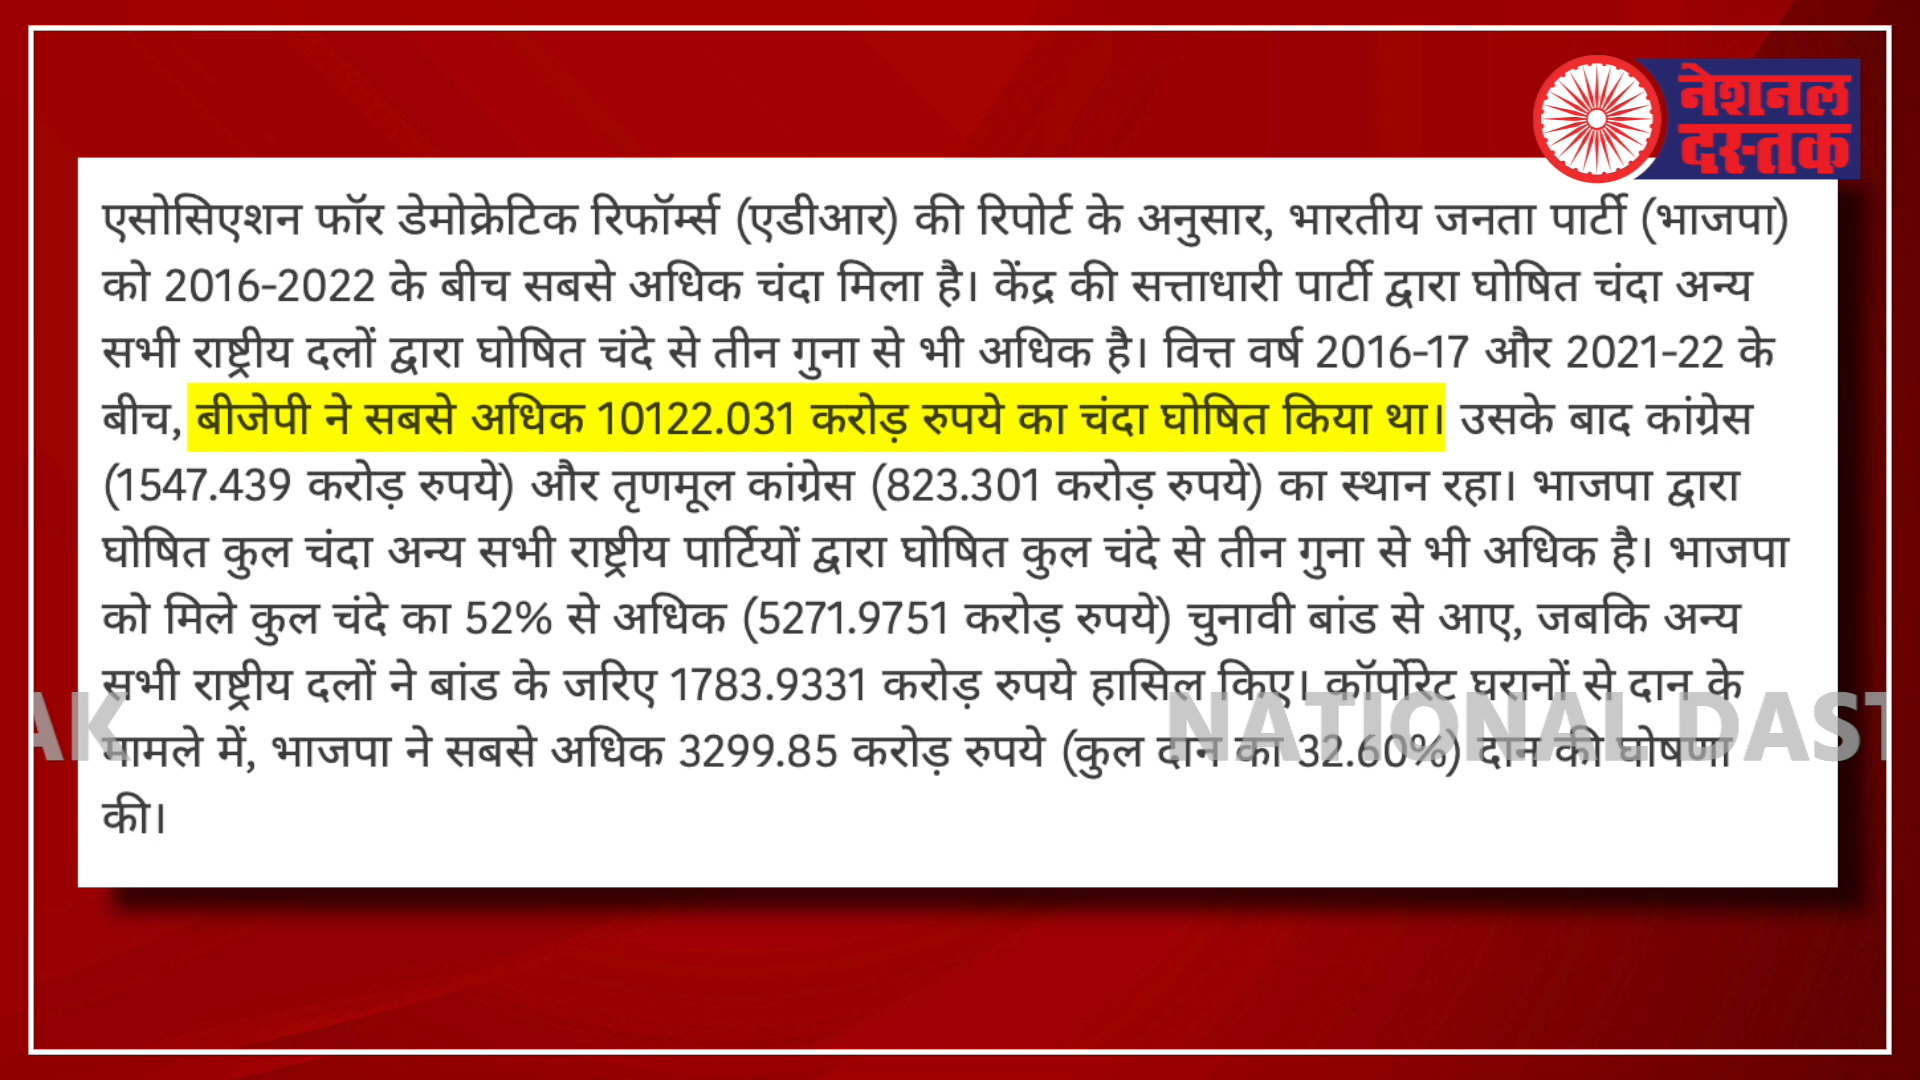 नेशनल
दस्तक
एसोसिएशन फॉर डेमोक्रेटिक रिफॉर्म्स (एडीआर) की रिपोर्ट के अनुसार, भारतीय जनता पार्टी (भाजपा)
को 2016-2022 के बीच सबसे अधिक चंदा मिला है। केंद्र की सत्ताधारी पार्टी द्वारा घोषित चंदा अन्य
सभी राष्ट्रीय दलों द्वारा घोषित चंदे से तीन गुना से भी अधिक है। वित्त वर्ष 2016-17 और 2021-22 के
बीच, बीजेपी ने सबसे अधिक 10122.031 करोड़ रुपये का चंदा घोषित किया था। उसके बाद कांग्रेस
(1547.439 करोड़ रुपये) और तृणमूल कांग्रेस (823.301 करोड़ रुपये) का स्थान रहा। भाजपा द्वारा
घोषित कुल चंदा अन्य सभी राष्ट्रीय पार्टियों द्वारा घोषित कुल चंदे से तीन गुना से भी अधिक है। भाजपा
को मिले कुल चंदे का 52% से अधिक (5271.9751 करोड़ रुपये) चुनावी बांड से आए, जबकि अन्य
सभी राष्ट्रीय दलों ने बांड के जरिए 1783.9331 करोड़ रुपये हासिल किए। कॉर्पोरेट घरानों से दान के
मामले में, भाजपा ने सबसे अधिक 3299.85 करोड़ रुपये (कुल दान का 32.60%) दान की घोषणा
की।
AK NATIONAL DAST